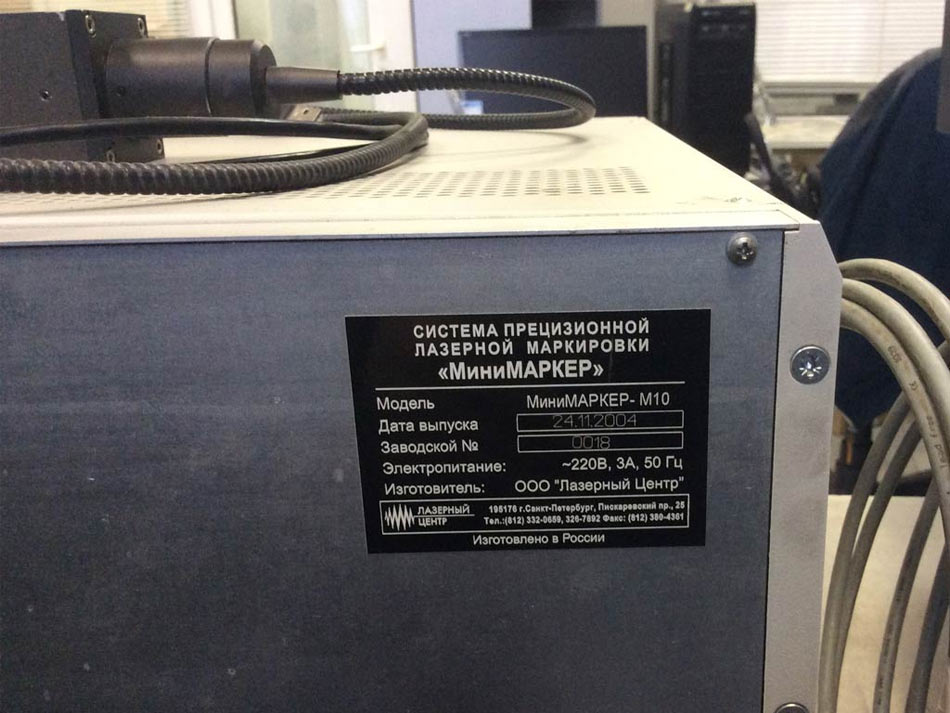 СИСТЕМА ПРЕЦИЗИОННОЙ
ЛАЗЕРНОЙ МАРКИРОВКИ
«МиниМАРКЕР»
Модель МиниМАРКЕР- М10
Дата выпуска 24.11.2004
Заводской № 0018
Электропитание: ~220В, 3А, 50 Гц
Изготовитель: ООО "Лазерный Центр"
ЛАЗЕРНЫЙ
ЦЕНТР
195176 г.Санкт-Петербург, Пискаревский пр., 25
Тел.:(812) 332-0659, 326-7892 Факс: (812) 380-4361
Изготовлено в России